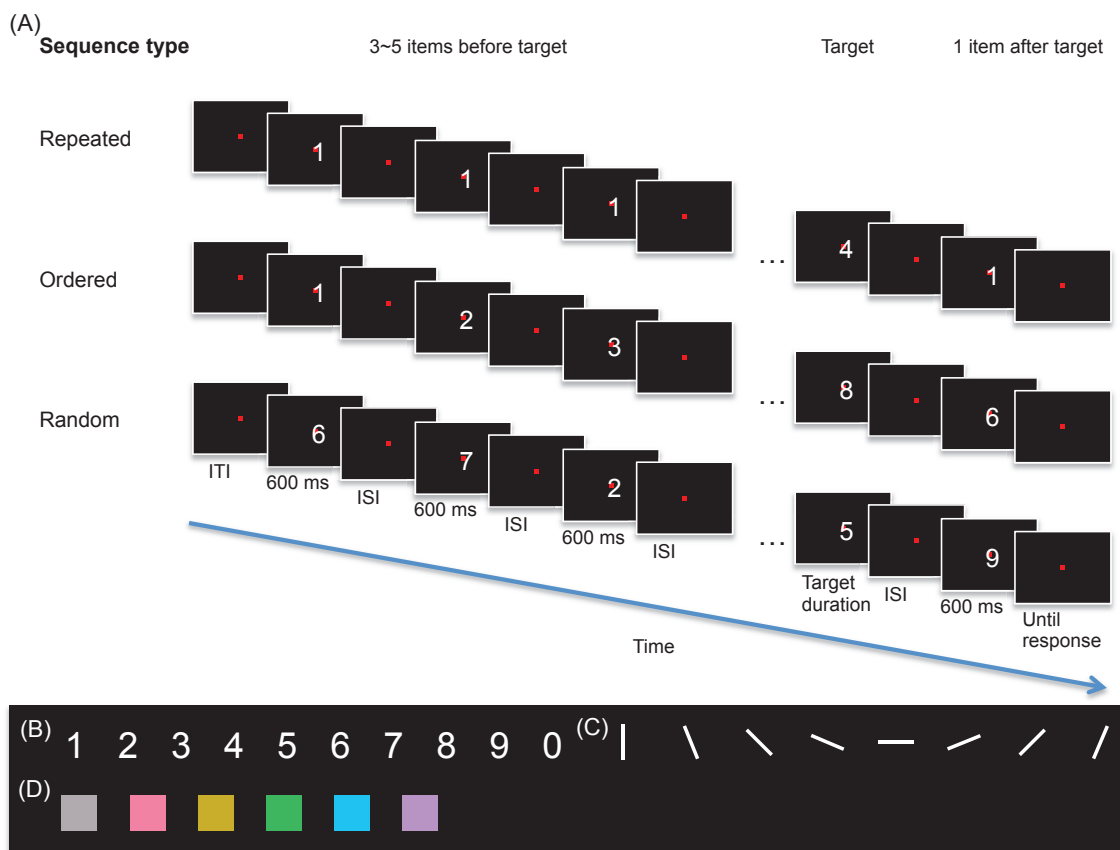 (A)
Sequence type 3~5 items before target Target 1 item after target
Repeated
1 1 1 ... 4 1
Ordered
1 2 3 ... 8 6
Random
6 7 2 ... 5 9
ITI 600 ms ISI 600 ms ISI 600 ms ISI Target duration ISI 600 ms Until response
Time
(B) 1 2 3 4 5 6 7 8 9 0 (C)
(D)